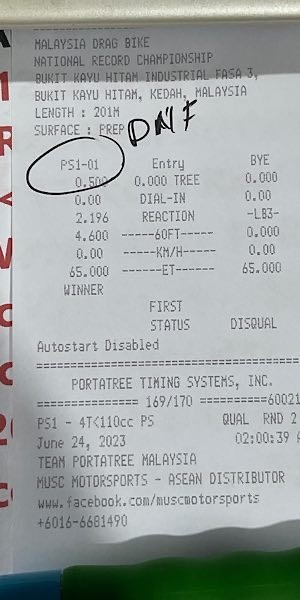 MALAYSIA DRAG BIKE
NATIONAL RECORD CHAMPIONSHIP
BUKIT KAYU HITAM INDUSTRIAL FASA 3,
BUKIT KAYU HITAM, KEDAH, MALAYSIA
LENGTH : 201M
SURFACE : PREP DNF
PS1-01 Entry BYE
0.500 0.000 TREE 0.000
0.00 DIAL-IN 0.00
2.196 REACTION -LB3-
4.600 -----60FT----- 0.000
0.00 -----KM/H----- 0.00
65.000 ------ET------ 65.000
WINNER
FIRST
STATUS DISQUAL
Autostart Disabled
PORTATREE TIMING SYSTEMS, INC.
============== 169/170 ==========60021
PS1 - 4T<110cc PS QUAL RND 2
June 24, 2023 02:00:39 A
TEAM PORTATREE MALAYSIA
MUSC MOTORSPORTS - ASEAN DISTRIBUTOR
www.facebook.com/muscmotorsports
+6016-6681490